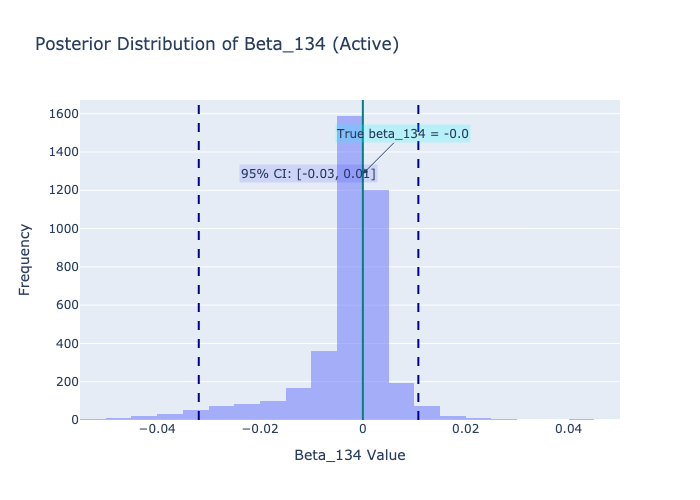 Posterior Distribution of Beta_134 (Active)
1600
True beta_134 = -0.0
1400
95% CI: [-0.03, 0.01]
1200
1000
800
600
400
200
0
Frequency
−0.04
−0.02
0
0.02
0.04
Beta_134 Value